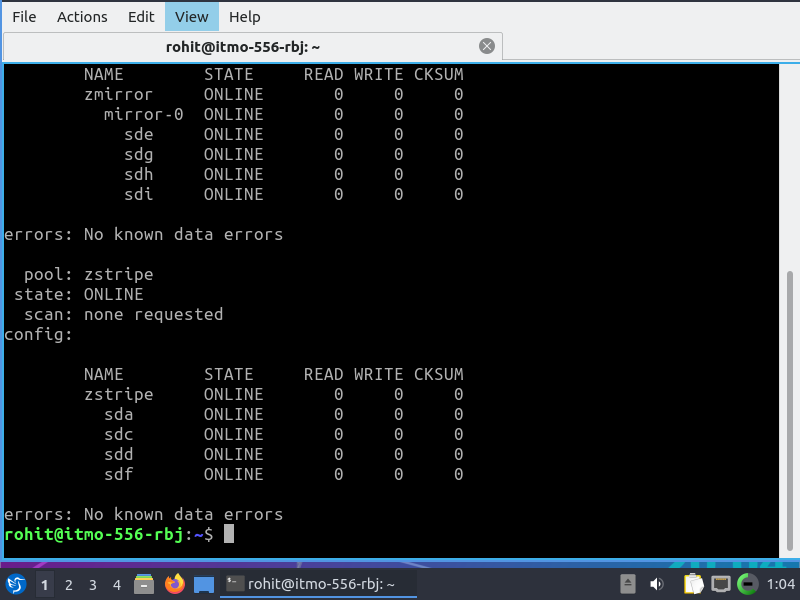 File Actions Edit View Help
rohit@itmo-556-rbj: ~
NAME STATE READ WRITE CKSUM
zmirror ONLINE 0 0 0
mirror-0 ONLINE 0 0 0
sde ONLINE 0 0 0
sdg ONLINE 0 0 0
sdh ONLINE 0 0 0
sdi ONLINE 0 0 0
errors: No known data errors
pool: zstripe
state: ONLINE
scan: none requested
config:
NAME STATE READ WRITE CKSUM
zstripe ONLINE 0 0 0
sda ONLINE 0 0 0
sdc ONLINE 0 0 0
sdd ONLINE 0 0 0
sdf ONLINE 0 0 0
errors: No known data errors
rohit@itmo-556-rbj:~$
1 2 3 4 rohit@itmo-556-rbj: ~ 1:04